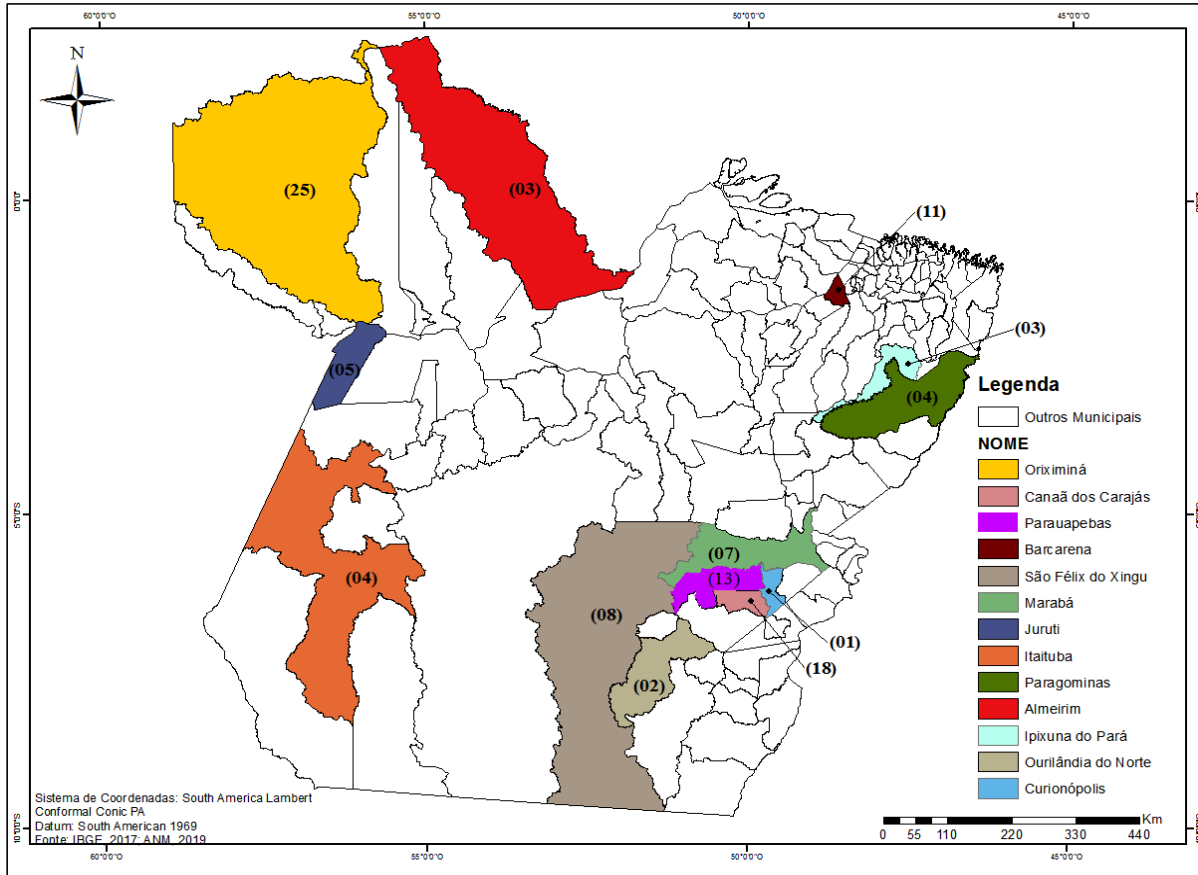 60°0'0"O
55°0'0"O
50°0'0"O
45°0'0"O
N
0°0'0"
(25)
(03)
(11)
(03)
(05)
(04)
(04)
(07)
(13)
(08)
(01)
(18)
(02)
5°0'0"S
10°0'0"S
Legenda
Outros Municipais
NOME
Oriximiná
Canaã dos Carajás
Parauapebas
Barcarena
São Félix do Xingu
Marabá
Juruti
Itaituba
Paragominas
Almeirim
Ipixuna do Pará
Ourilândia do Norte
Curionópolis
Sistema de Coordenadas: South America Lambert
Conformal Conic PA
Datum: South American 1969
Fonte: IBGE, 2017; ANM, 2019
Km
0 55 110 220 330 440
60°0'0"O
55°0'0"O
50°0'0"O
45°0'0"O